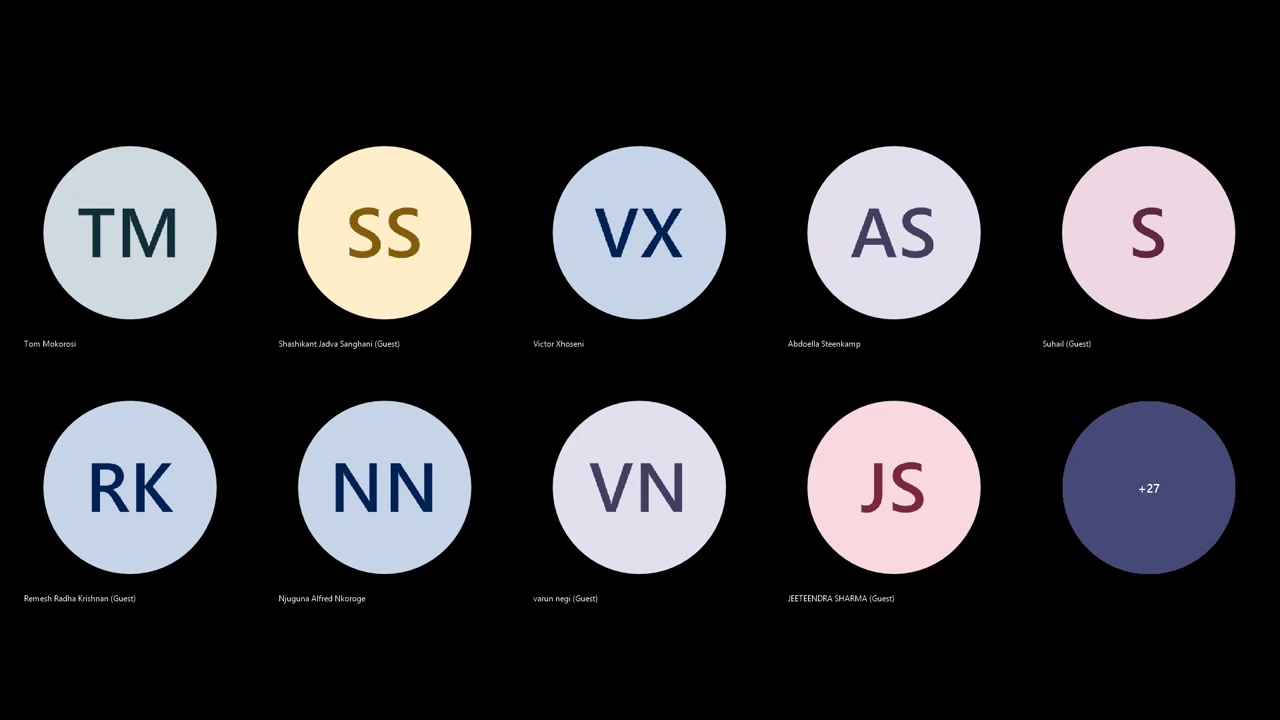 TM
SS
VX
AS
S
Tom Mokorosi
Shashikant Jadva Sanghani (Guest)
Victor Xhoseni
Abdoella Steenkamp
Suhail (Guest)
RK
NN
VN
JS
+27
Remesh Radha Krishnan (Guest)
Njuguna Alfred Nkoroge
varun negi (Guest)
JEETEENDRA SHARMA (Guest)